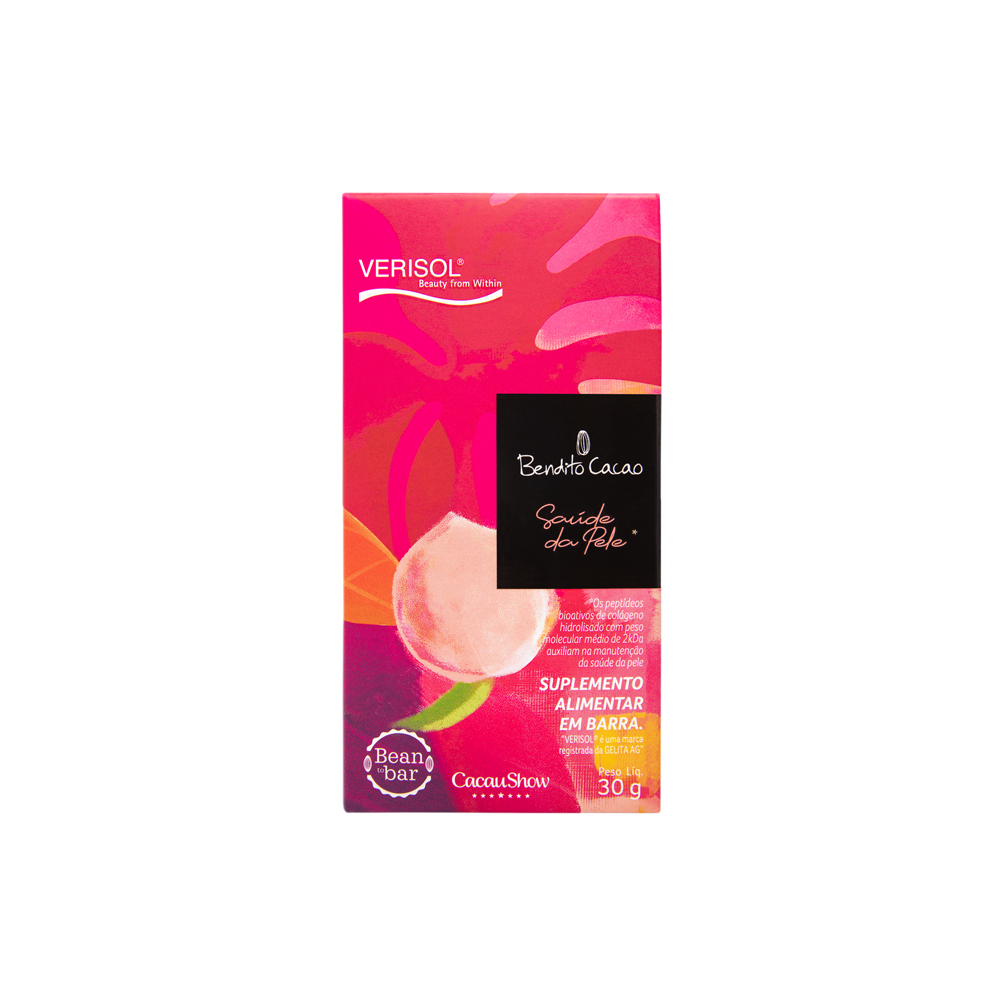 VERISOL®
Beauty from Within
Bendito Cacao
Saúde
da Pele *
*Os peptídeos
bioativos de colágeno
hidrolisado com peso
molecular médio de 2kDa
auxiliam na manutenção
da saúde da pele
SUPLEMENTO
ALIMENTAR
EM BARRA.
"VERISOL® é uma marca
registrada da GELITA AG"
Bean
to bar
CacauShow
Peso Líq.
30 g